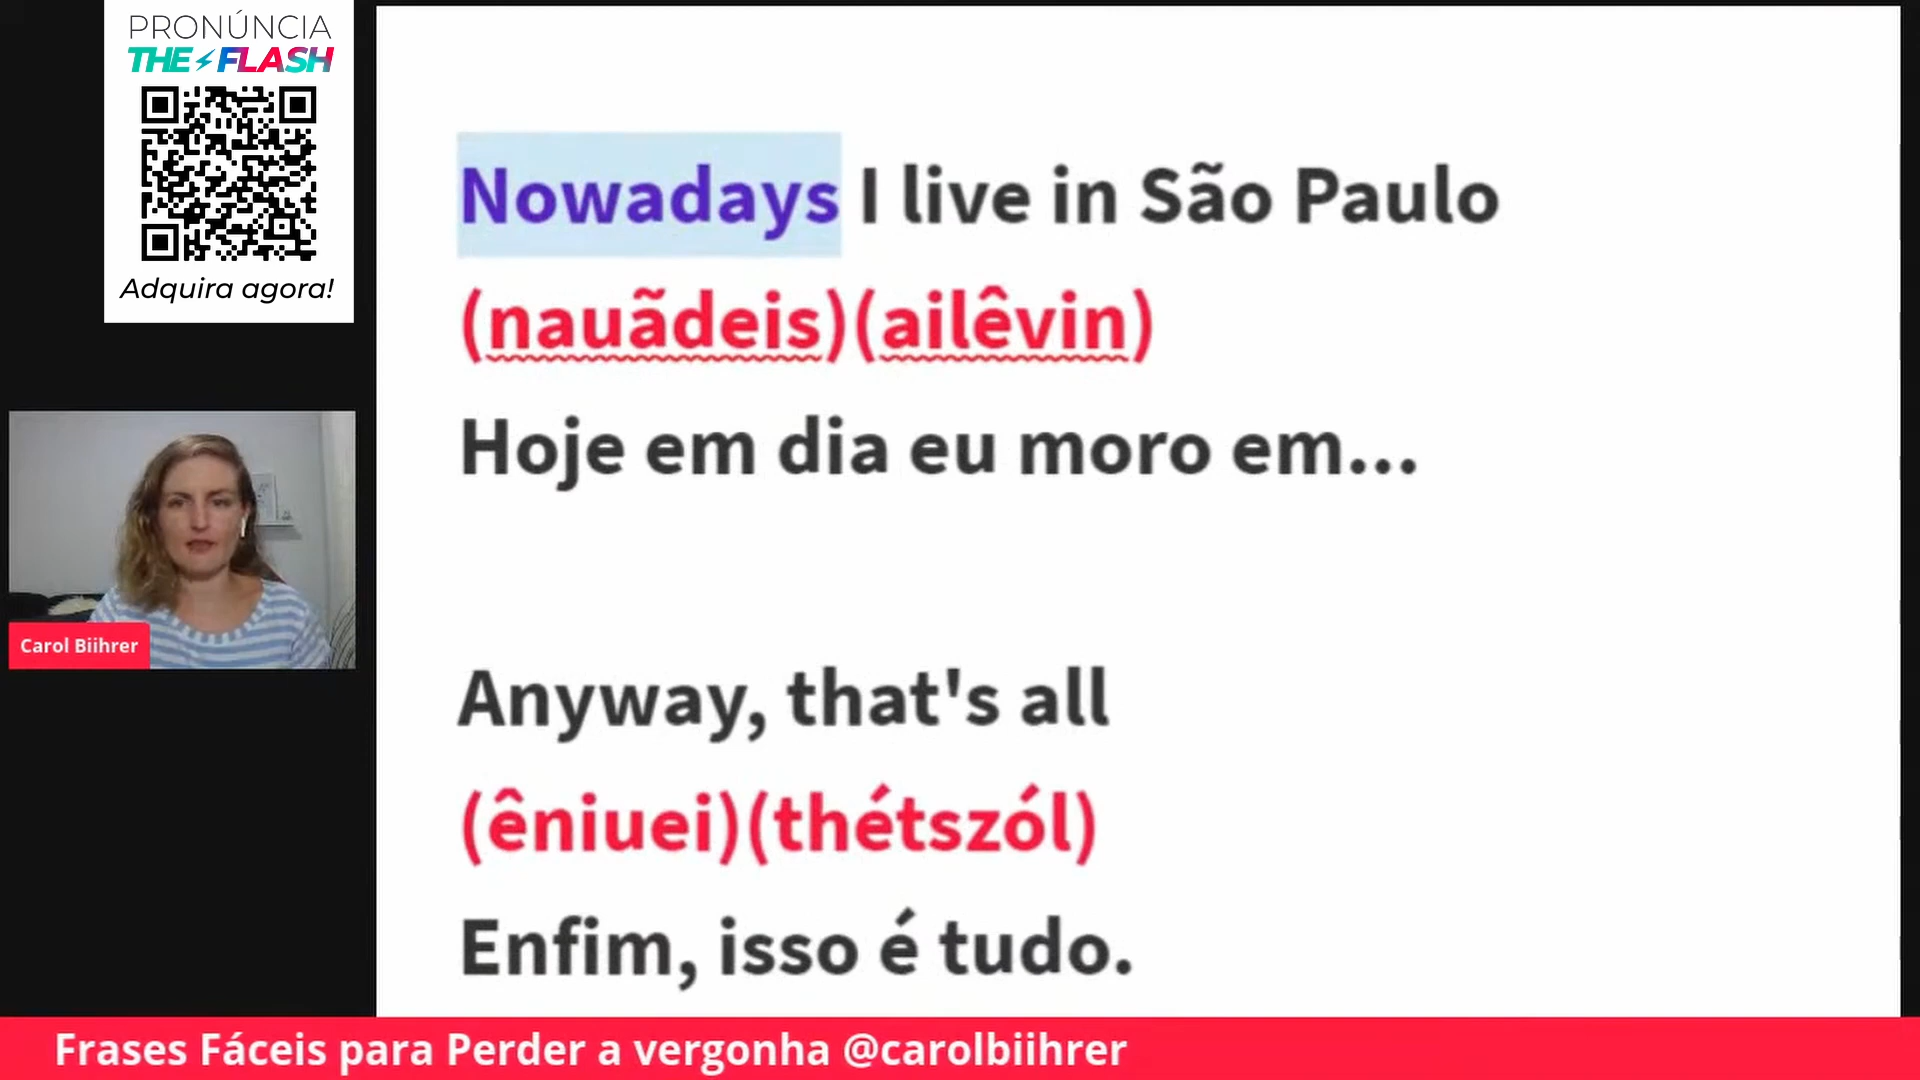 PRONÚNCIA
THE FLASH
Adquira agora!
Nowadays I live in São Paulo
(nauãdeis)(ailêvin)
Hoje em dia eu moro em...
Anyway, that's all
(êniuei)(thétszól)
Enfim, isso é tudo.
Carol Biihrer
Frases Fáceis para Perder a vergonha @carolbiihrer